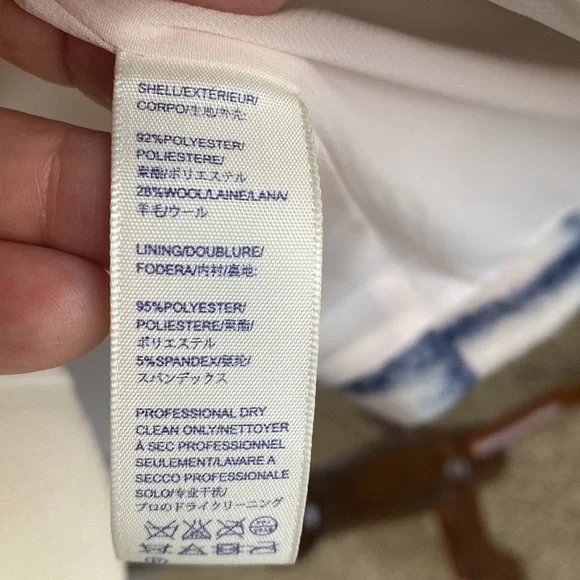 SHELL/EXTÉRIEUR/
CORPO/生地/外壳:
92%POLYESTER/
POLIESTERE/
聚酯/ポリエステル
28%WOOL/LAINE/LANA/
羊毛/ウール
LINING/DOUBLURE/
FODERA/内村/裏地:
95%POLYESTER/
POLIESTERE/聚酯/
ポリエステル
5%SPANDEX/氨纶/
スパンデックス
PROFESSIONAL DRY
CLEAN ONLY/NETTOYER
À SEC PROFESSIONNEL
SEULEMENT/LAVARE A
SECCO PROFESSIONALE
SOLO/专业干洗/
プロのドライクリーニング